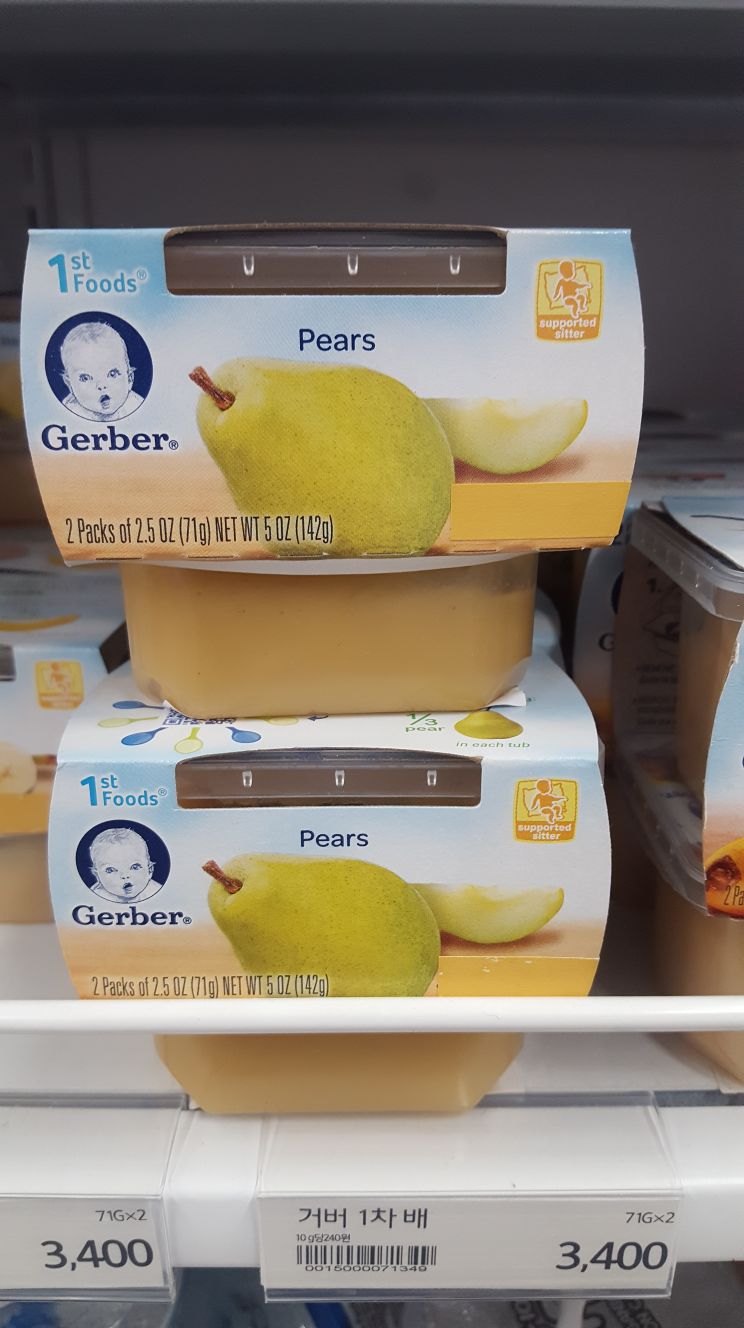 1st
Foods®
supported
sitter
Pears
Gerber®
2 Packs of 2.5 OZ (71g) NET WT 5 OZ (142g)
1/3
pear
in each tub
1st
Foods®
supported
sitter
Pears
Gerber®
2 Packs of 2.5 OZ (71g) NET WT 5 OZ (142g)
1.
2 Pa
71G×2
3,400
거버 1차 배
71G×2
10 g당240원
0015000071349
3,400